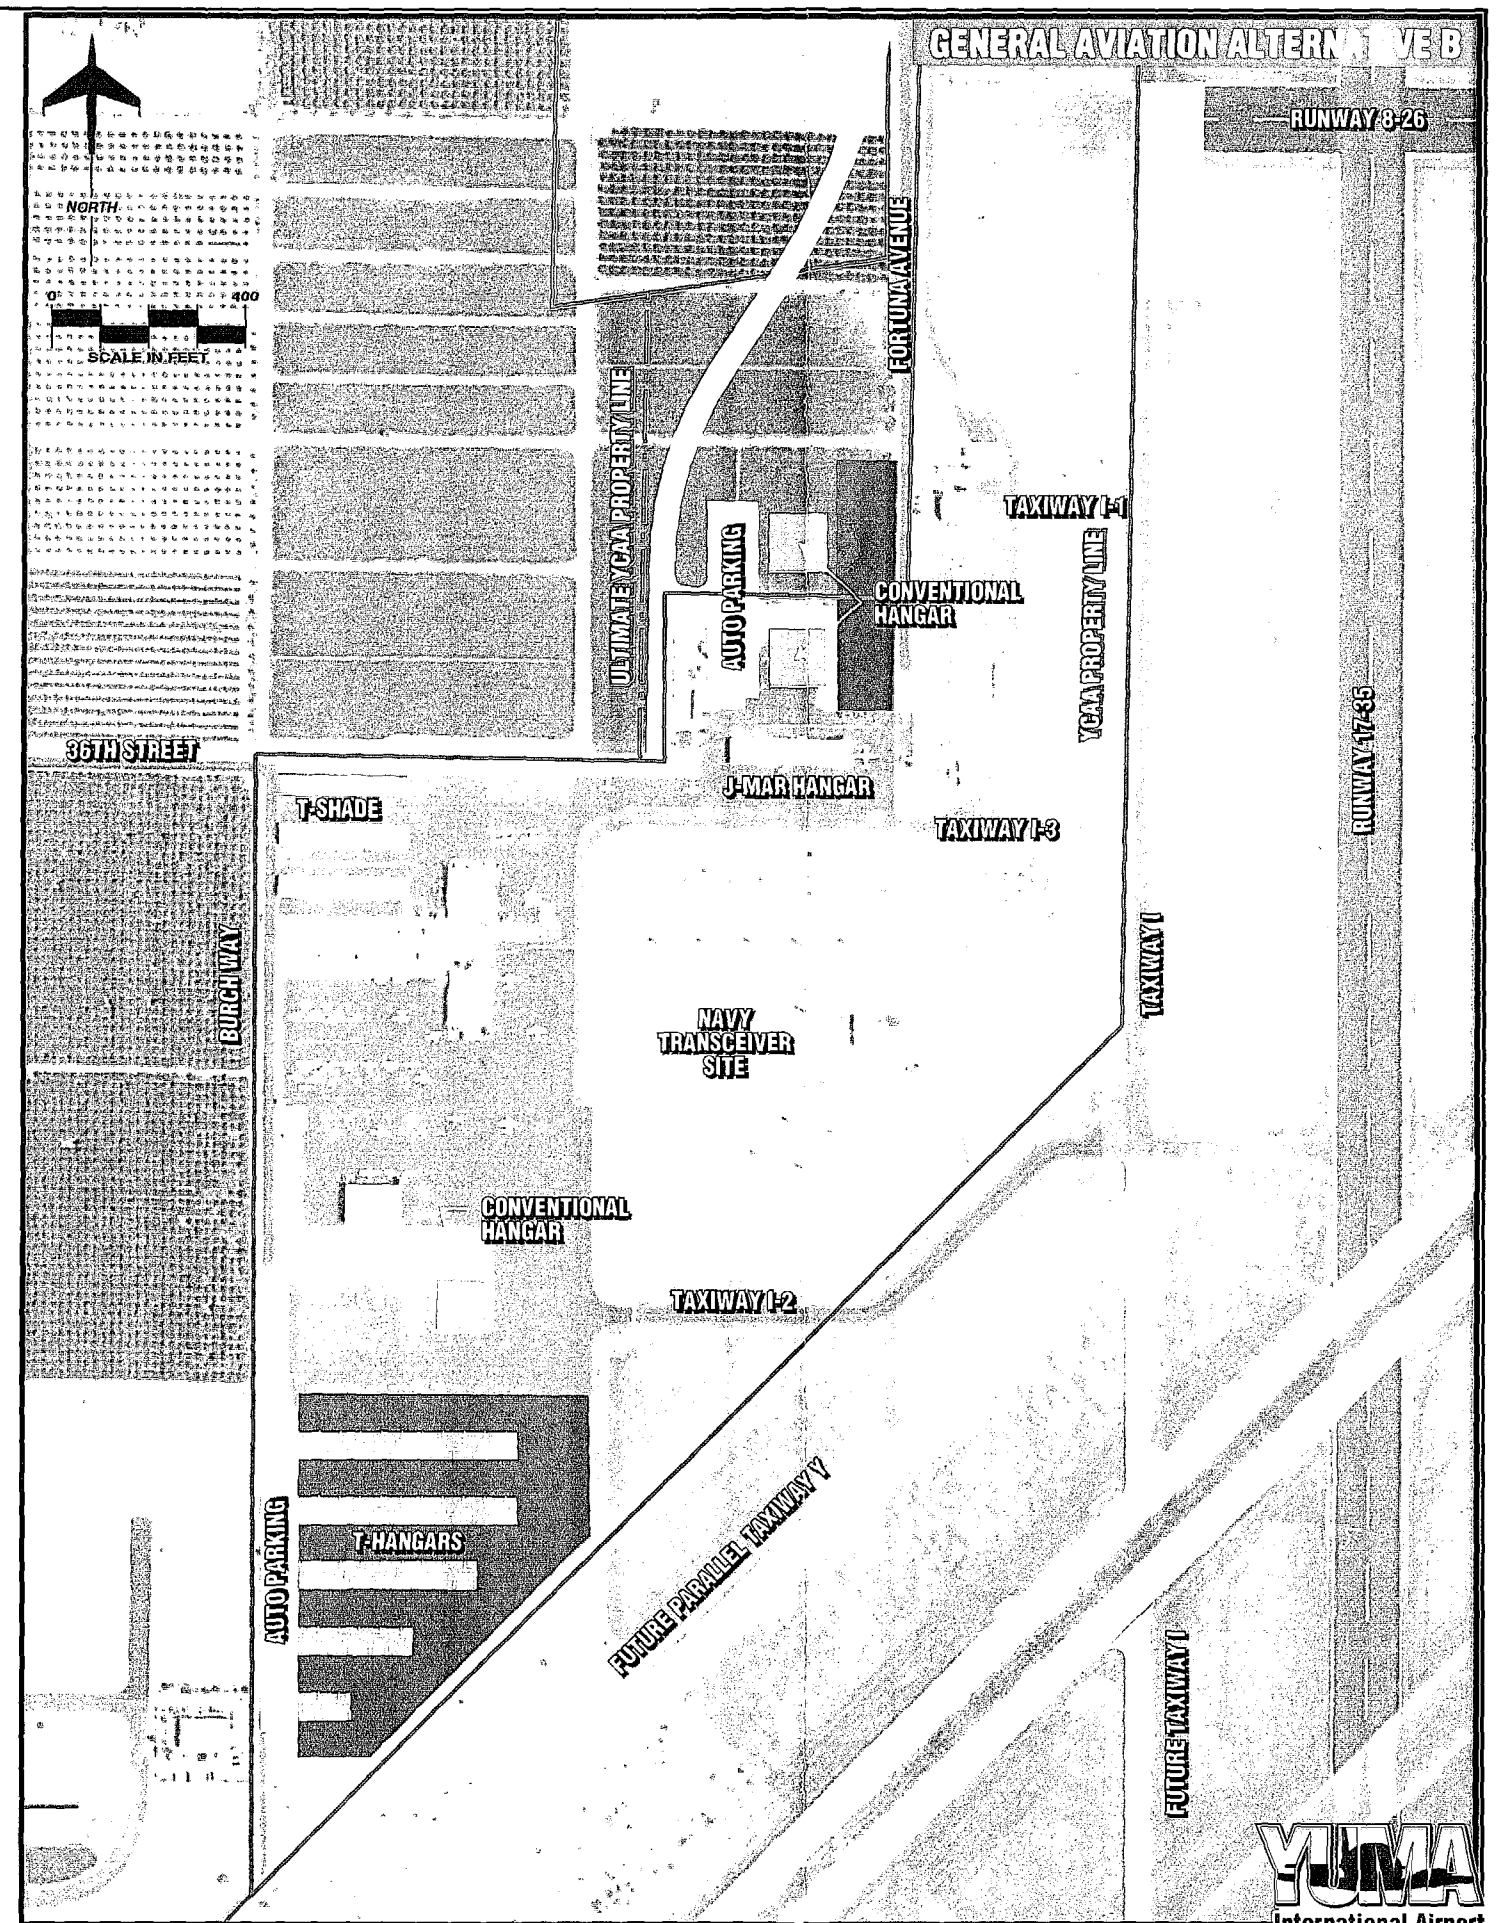 GENERAL AVIATION ALTERN   IVE B
RUNWAY 8-26
NORTH
0 400
SCALE IN FEET
FORTUNA AVENUE
ULTIMATE YCAA PROPERTY LINE
TAXIWAY I-1
AUTO PARKING
CONVENTIONAL
HANGAR
YCAA PROPERTY LINE
RUNWAY 17-35
36TH STREET
J-MAR HANGAR
T-SHADE
TAXIWAY I-3
BURCH WAY
TAXIWAY I
NAVY
TRANSCEIVER
SITE
CONVENTIONAL
HANGAR
TAXIWAY I-2
AUTO PARKING
T-HANGARS
FUTURE PARALLEL TAXIWAY Y
FUTURE TAXIWAY I
YUMA
International Airport